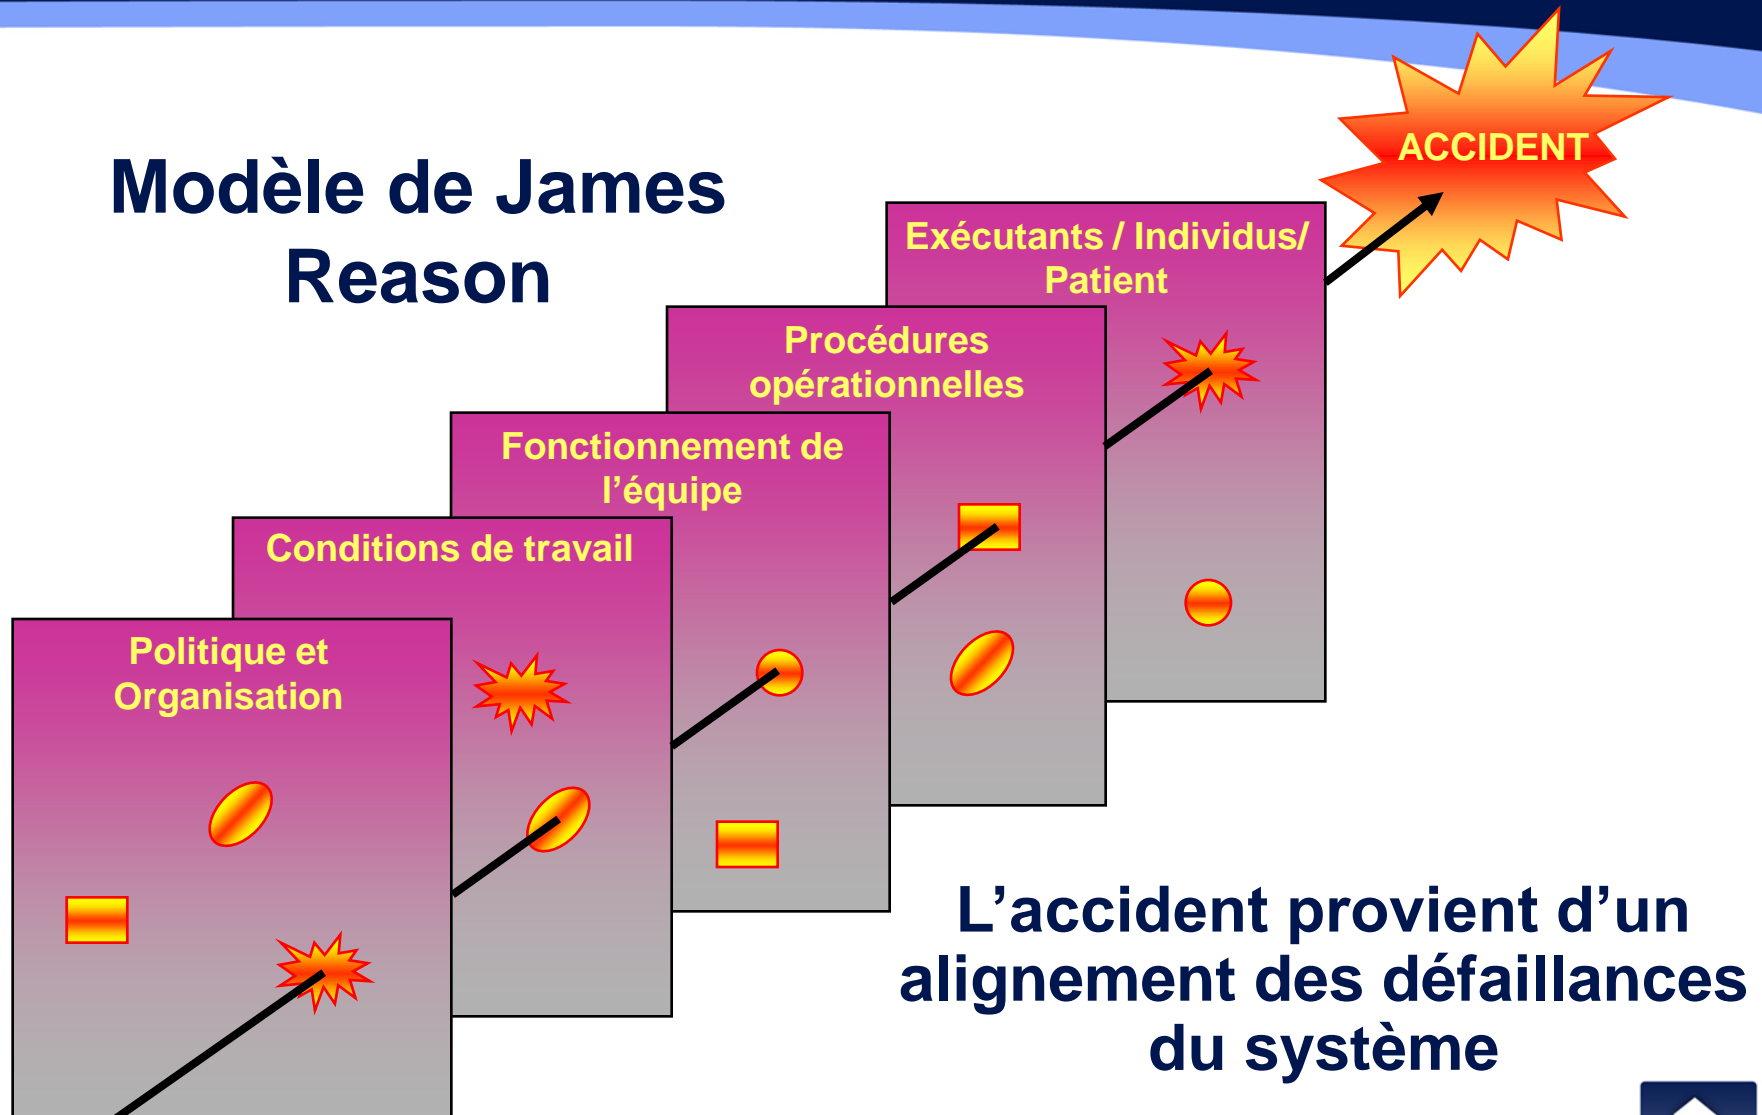 ACCIDENT
Modèle de James
Reason
Exécutants / Individus/
Patient
Procédures
opérationnelles
Fonctionnement de
l’équipe
Conditions de travail
Politique et
Organisation
L’accident provient d’un
alignement des défaillances
du système